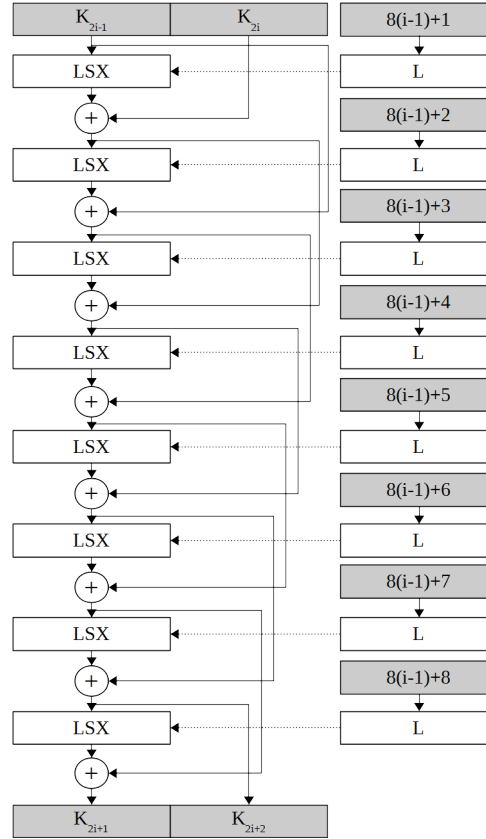 K2i-1 K2i 8(i-1)+1
LSX L
+ 8(i-1)+2
LSX L
+ 8(i-1)+3
LSX L
+ 8(i-1)+4
LSX L
+ 8(i-1)+5
LSX L
+ 8(i-1)+6
LSX L
+ 8(i-1)+7
LSX L
+ 8(i-1)+8
LSX L
+
K2i+1 K2i+2